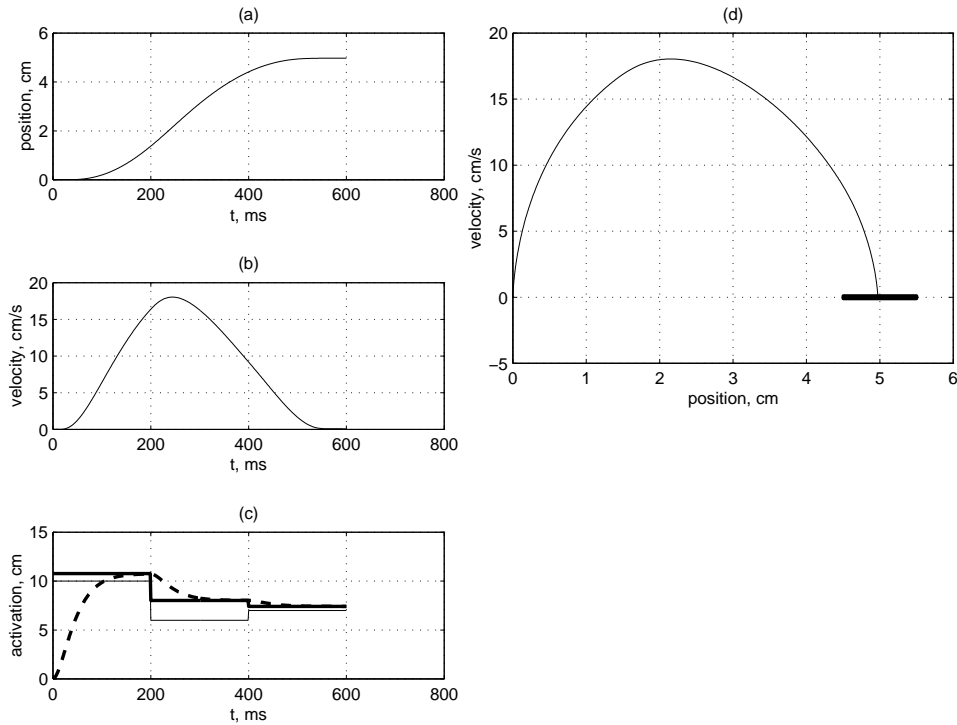 (a)
6
4
2
0
position, cm
0 200 400 600 800
t, ms
(b)
20
15
10
5
0
velocity, cm/s
0 200 400 600 800
t, ms
(c)
15
10
5
0
activation, cm
0 200 400 600 800
t, ms
(d)
20
15
10
5
0
−5
velocity, cm/s
0 1 2 3 4 5 6
position, cm